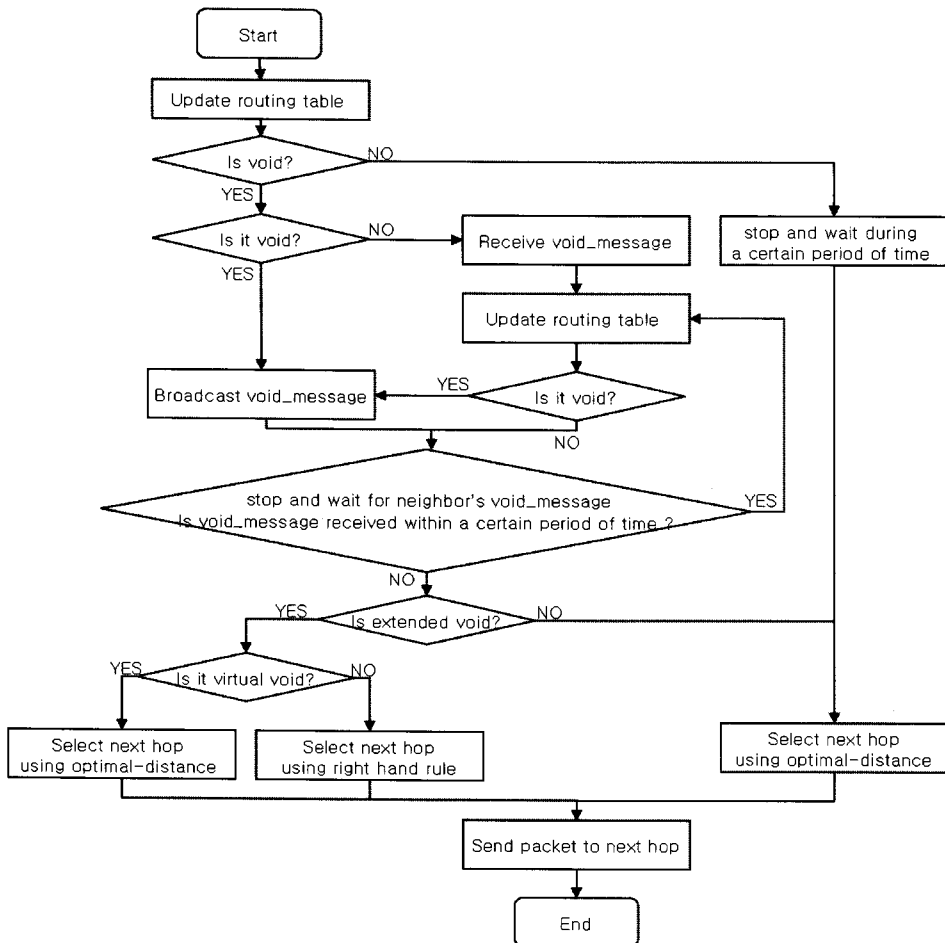 Start
Update routing table
Is void?
NO
YES
Is it void?
NO
YES
Receive void_message
stop and wait during
a certain period of time
Update routing table
Broadcast void_message
YES
Is it void?
NO
stop and wait for neighbor's void_message
Is void_message received within a certain period of time ?
YES
NO
YES
Is extended void?
NO
YES
Is it virtual void?
NO
Select next hop
using optimal-distance
Select next hop
using right hand rule
Select next hop
using optimal-distance
Send packet to next hop
End